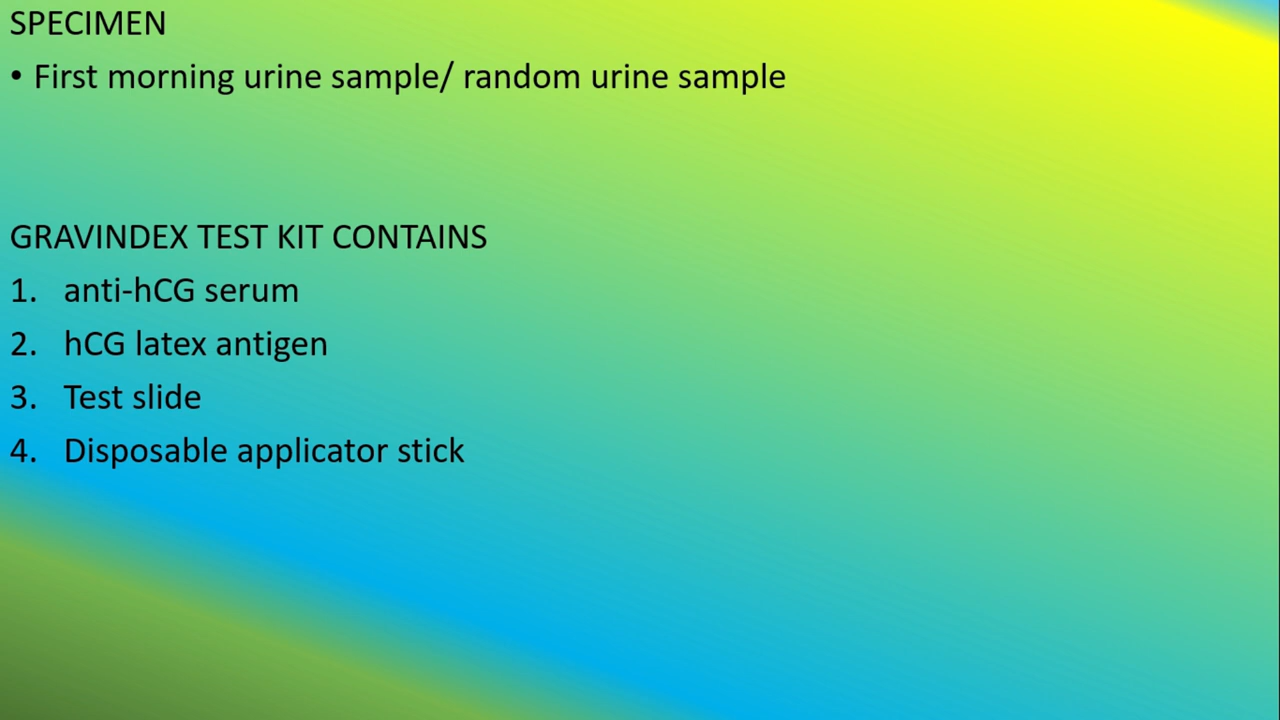 SPECIMEN
• First morning urine sample/ random urine sample
GRAVINDEX TEST KIT CONTAINS
1. anti-hCG serum
2. hCG latex antigen
3. Test slide
4. Disposable applicator stick